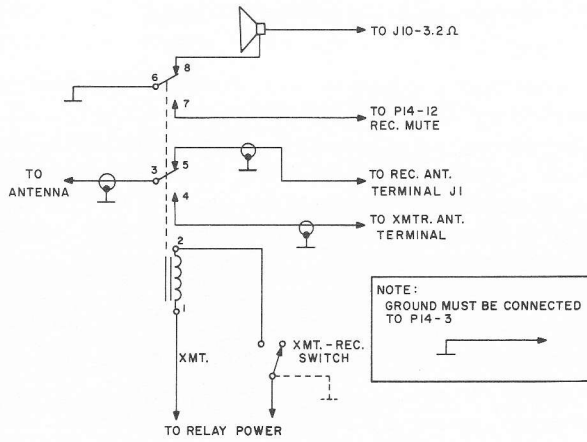 TO J10-3.2Ω
8
6
7
TO P14-12
REC. MUTE
TO
ANTENNA
3
5
4
TO REC. ANT.
TERMINAL J1
TO XMTR. ANT.
TERMINAL
2
1
XMT.
XMT.-REC.
SWITCH
TO RELAY POWER
NOTE:
GROUND MUST BE CONNECTED
TO P14-3